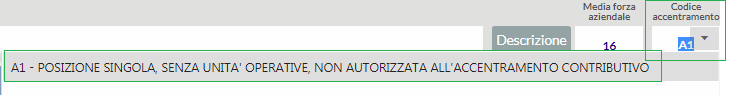 Media forza
aziendale
Codice
accentramento
Descrizione
16
A1
A1 - POSIZIONE SINGOLA, SENZA UNITA' OPERATIVE, NON AUTORIZZATA ALL'ACCENTRAMENTO CONTRIBUTIVO